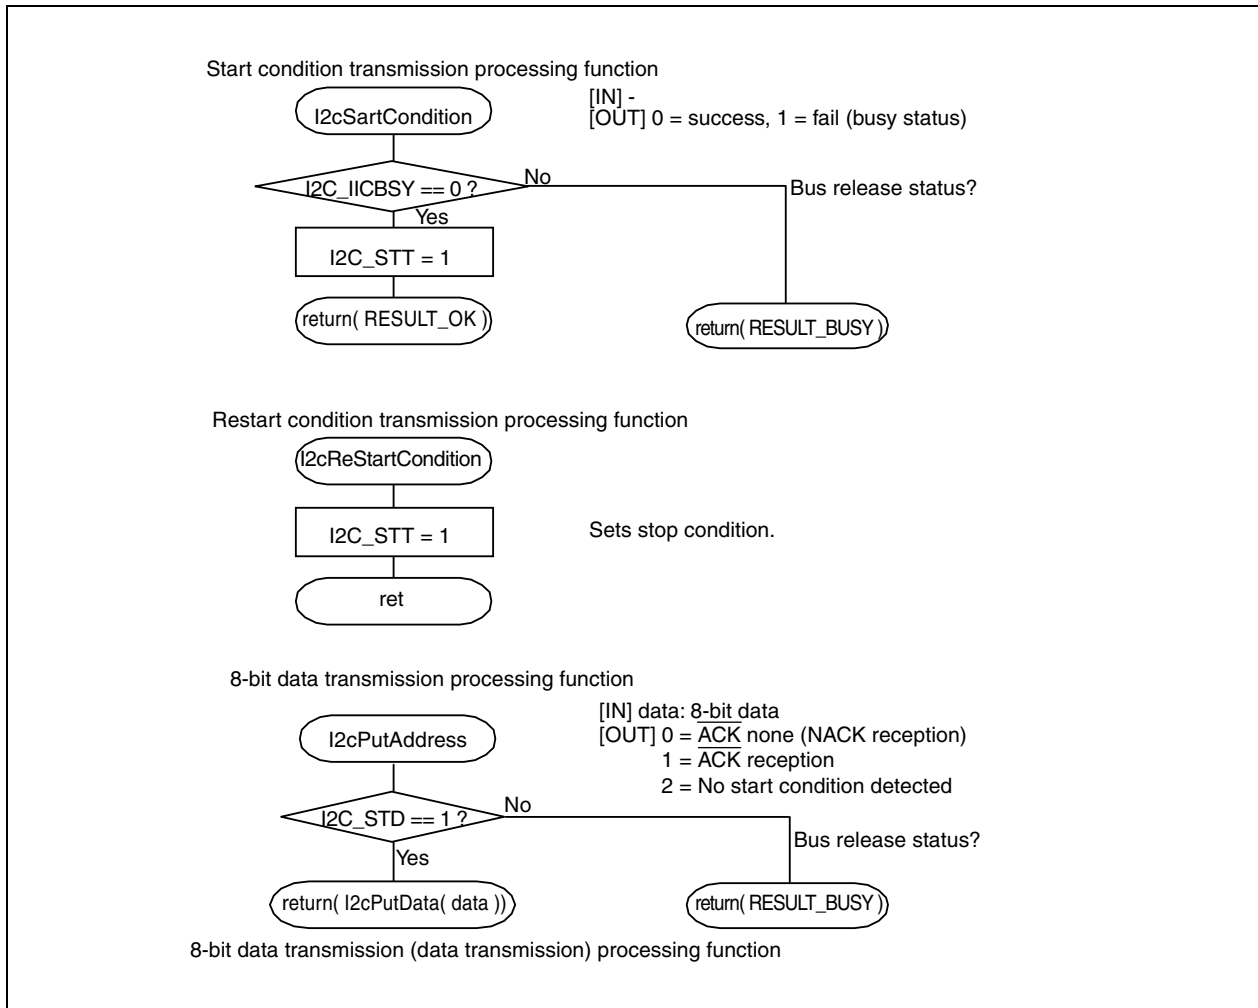 Start condition transmission processing function
I2cSartCondition
[IN] -
[OUT] 0 = success, 1 = fail (busy status)
I2C_IICBSY == 0 ?
No
Bus release status?
Yes
I2C_STT = 1
return( RESULT_OK )
return( RESULT_BUSY )
Restart condition transmission processing function
I2cReStartCondition
I2C_STT = 1
Sets stop condition.
ret
8-bit data transmission processing function
[IN] data: 8-bit data
I2cPutAddress
[OUT] 0 = ACK none (NACK reception)
1 = ACK reception
2 = No start condition detected
I2C_STD == 1 ?
No
Bus release status?
Yes
return( I2cPutData( data ))
return( RESULT_BUSY )
8-bit data transmission (data transmission) processing function